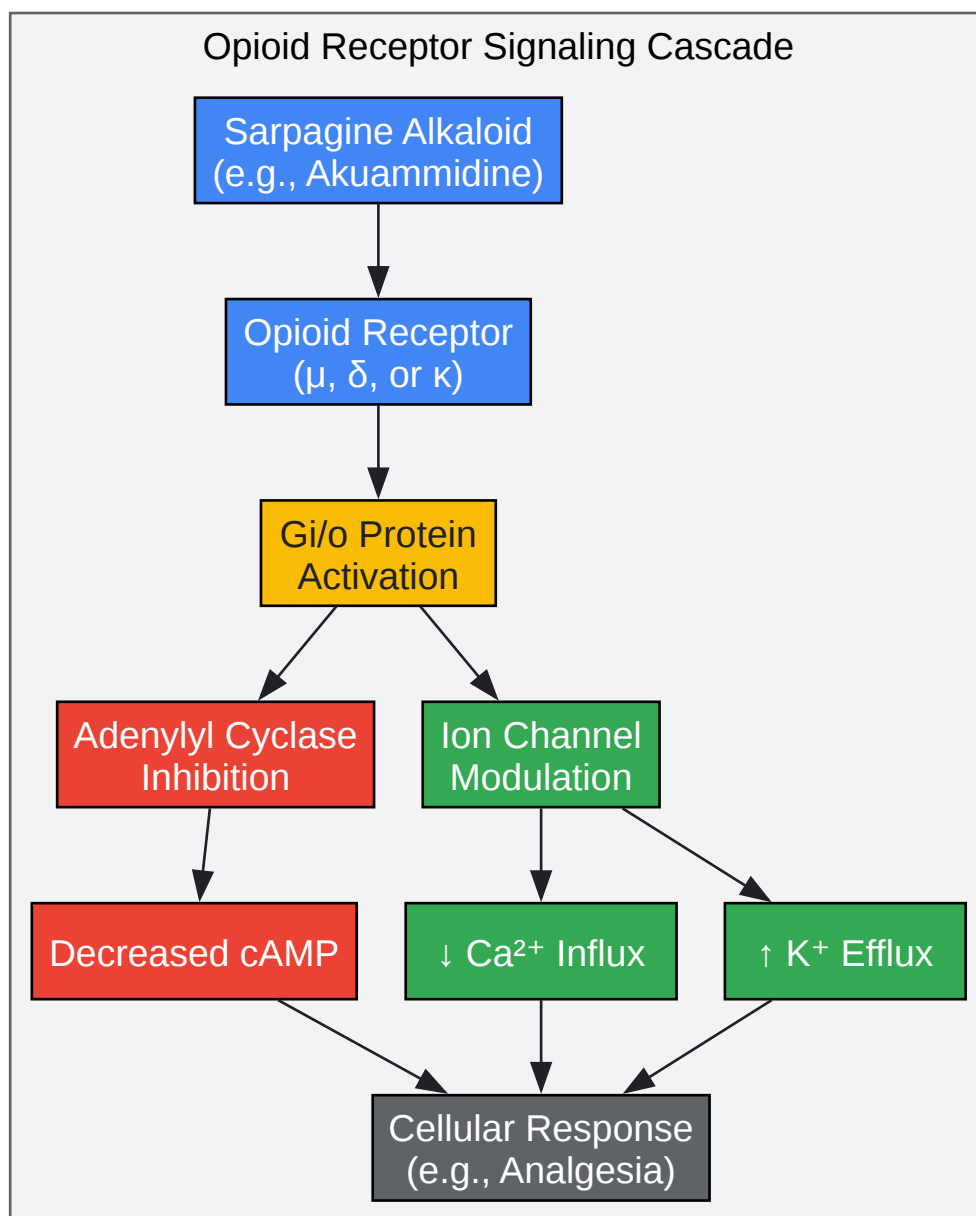 Opioid Receptor Signaling Cascade
Sarpagine Alkaloid
(e.g., Akuammidine)
Opioid Receptor
(μ, δ, or κ)
Gi/o Protein
Activation
Adenylyl Cyclase
Inhibition
Ion Channel
Modulation
Decreased cAMP
↓ Ca²⁺ Influx
↑ K⁺ Efflux
Cellular Response
(e.g., Analgesia)